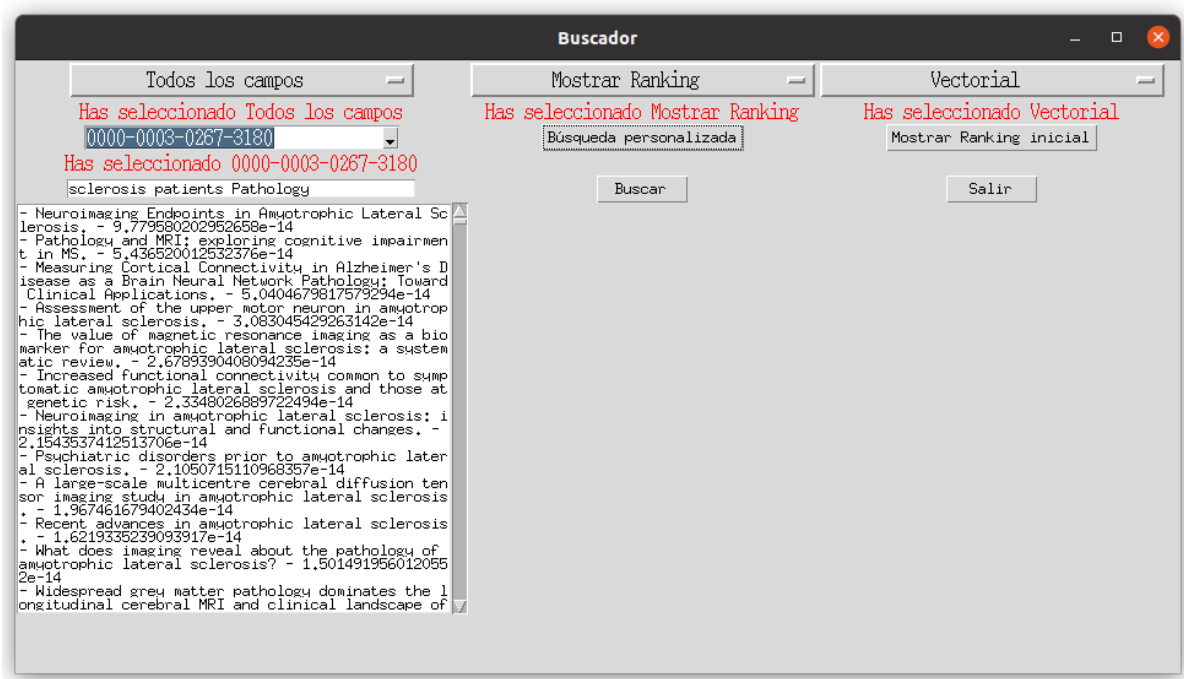 Buscador
Todos los campos
Mostrar Ranking
Vectorial
Has seleccionado Todos los campos
Has seleccionado Mostrar Ranking
Has seleccionado Vectorial
0000-0003-0267-3180
Búsqueda personalizada
Mostrar Ranking inicial
Has seleccionado 0000-0003-0267-3180
sclerosis patients Pathology
Buscar
Salir
- Neuroimaging Endpoints in Amyotrophic Lateral Sc
lerosis. - 9.779580202952658e-14
- Pathology and MRI: exploring cognitive impairmen
t in MS. - 5.436520012532376e-14
- Measuring Cortical Connectivity in Alzheimer's D
isease as a Brain Neural Network Pathology: Toward
Clinical Applications. - 5.0404679817579294e-14
- Assessment of the upper motor neuron in amyotrop
hic lateral sclerosis. - 3.083045429263142e-14
- The value of magnetic resonance imaging as a bio
marker for amyotrophic lateral sclerosis: a system
atic review. - 2.6789390408094235e-14
- Increased functional connectivity common to symp
tomatic amyotrophic lateral sclerosis and those at
genetic risk. - 2.3348026889722494e-14
- Neuroimaging in amyotrophic lateral sclerosis: i
nsights into structural and functional changes. -
2.1543537412513706e-14
- Psychiatric disorders prior to amyotrophic later
al sclerosis. - 2.1050715110968357e-14
- A large-scale multicentre cerebral diffusion ten
sor imaging study in amyotrophic lateral sclerosis
. - 1.967461679402434e-14
- Recent advances in amyotrophic lateral sclerosis
. - 1.6219335239093917e-14
- What does imaging reveal about the pathology of
amyotrophic lateral sclerosis? - 1.501491956012055
2e-14
- Widespread grey matter pathology dominates the l
ongitudinal cerebral MRI and clinical landscape of